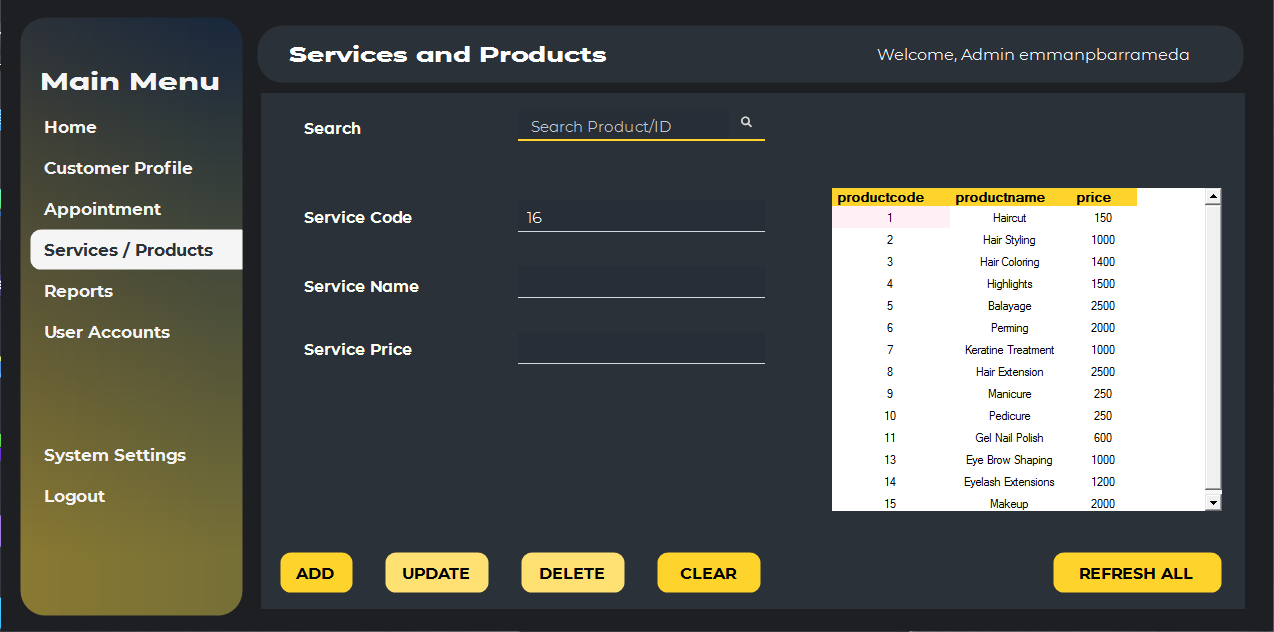 Main Menu
Home
Customer Profile
Appointment
Services / Products
Reports
User Accounts
System Settings
Logout
Services and Products
Welcome, Admin emmanpbarrameda
Search
Search Product/ID
Service Code
16
Service Name
Service Price
productcode productname price
1 Haircut 150
2 Hair Styling 1000
3 Hair Coloring 1400
4 Highlights 1500
5 Balayage 2500
6 Perming 2000
7 Keratine Treatment 1000
8 Hair Extension 2500
9 Manicure 250
10 Pedicure 250
11 Gel Nail Polish 600
13 Eye Brow Shaping 1000
14 Eyelash Extensions 1200
15 Makeup 2000
ADD
UPDATE
DELETE
CLEAR
REFRESH ALL